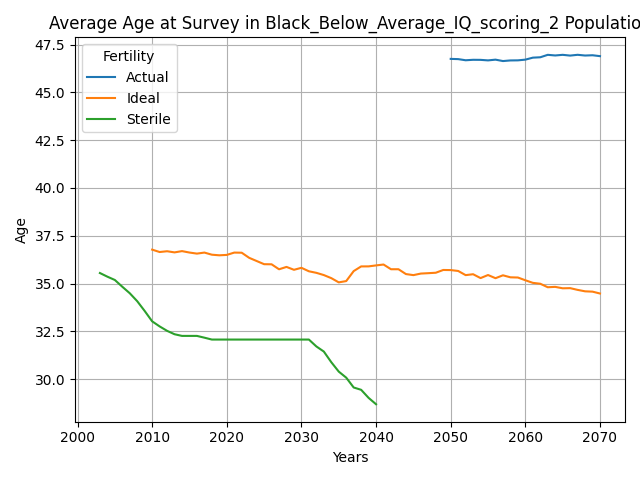 Average Age at Survey in Black_Below_Average_IQ_scoring_2 Populatio
Fertility
Actual
Ideal
Sterile
47.5
45.0
42.5
40.0
37.5
35.0
32.5
30.0
Age
2000 2010 2020 2030 2040 2050 2060 2070
Years